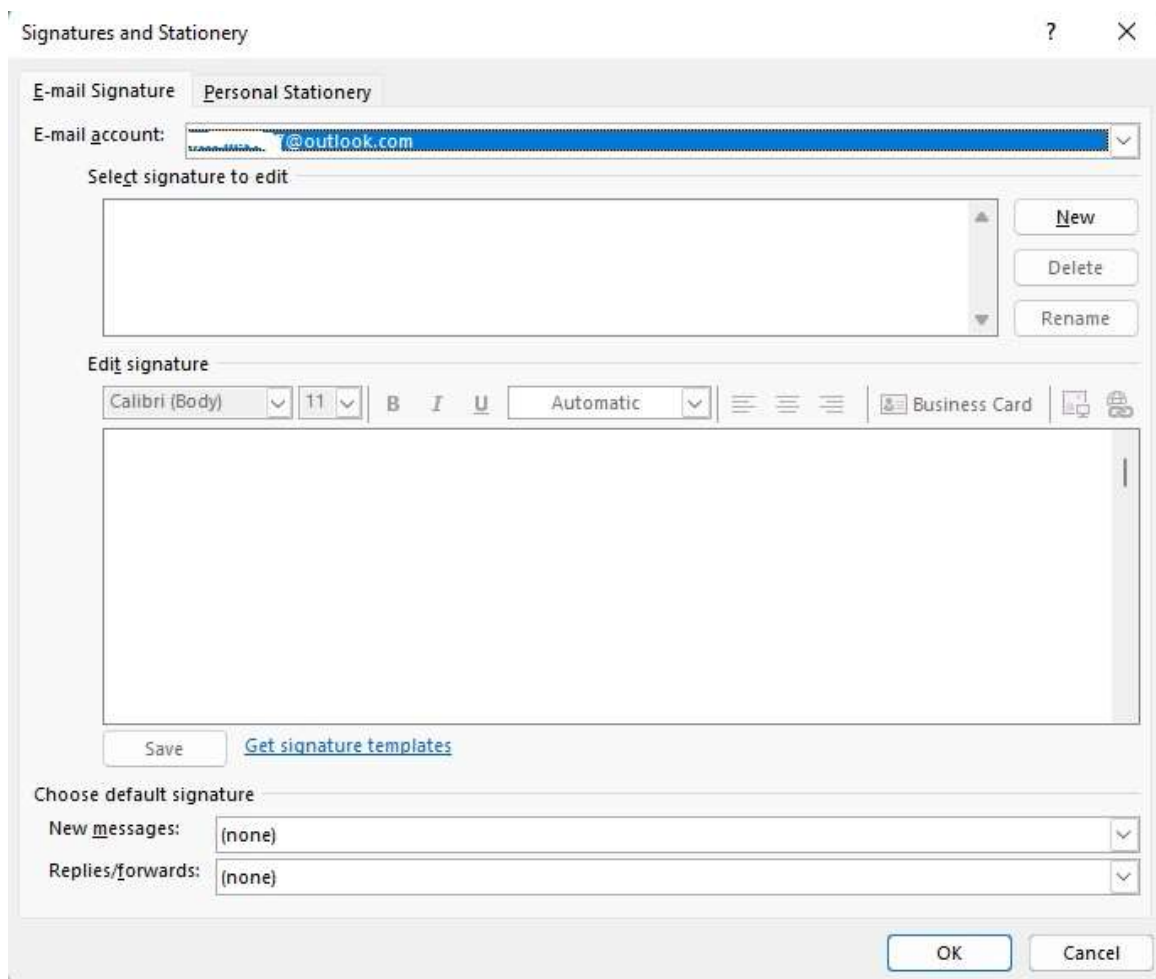 Signatures and Stationery ?
E-mail Signature Personal Stationery
E-mail account: @outlook.com
Select signature to edit
New
Delete
Rename
Edit signature
Calibri (Body) 11 B I U Automatic Business Card
Save Get signature templates
Choose default signature
New messages: (none)
Replies/forwards: (none)
OK Cancel